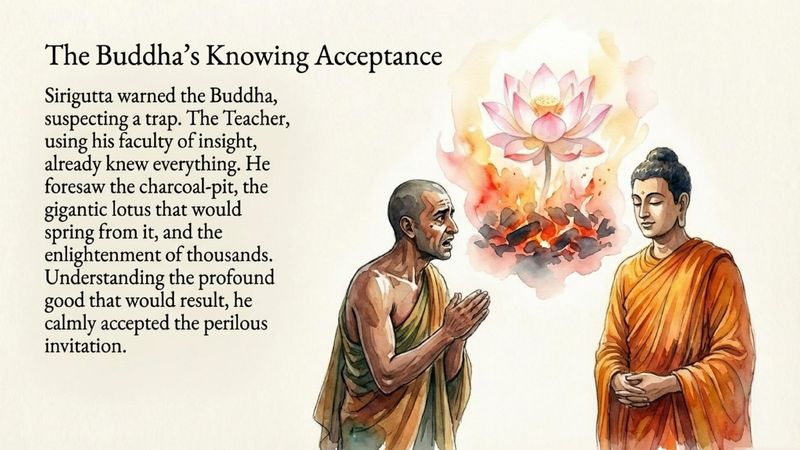 The Buddha's Knowing Acceptance
Sirigutta warned the Buddha,
suspecting a trap. The Teacher,
using his faculty of insight,
already knew everything. He
foresaw the charcoal-pit, the
gigantic lotus that would
spring from it, and the
enlightenment of thousands.
Understanding the profound
good that would result, he
calmly accepted the perilous
invitation.